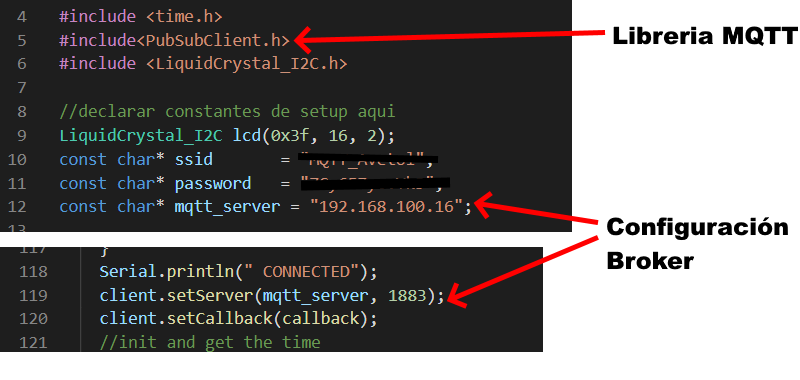 4 #include <time.h>
5 #include<PubSubClient.h>
6 #include <LiquidCrystal_I2C.h>
7
8 //declarar constantes de setup aqui
9 LiquidCrystal_I2C lcd(0x3f, 16, 2);
10 const char* ssid =
11 const char* password =
12 const char* mqtt_server = "192.168.100.16";
13
117 }
118 Serial.println(" CONNECTED");
119 client.setServer(mqtt_server, 1883);
120 client.setCallback(callback);
121 //init and get the time
Libreria MQTT
Configuración
Broker